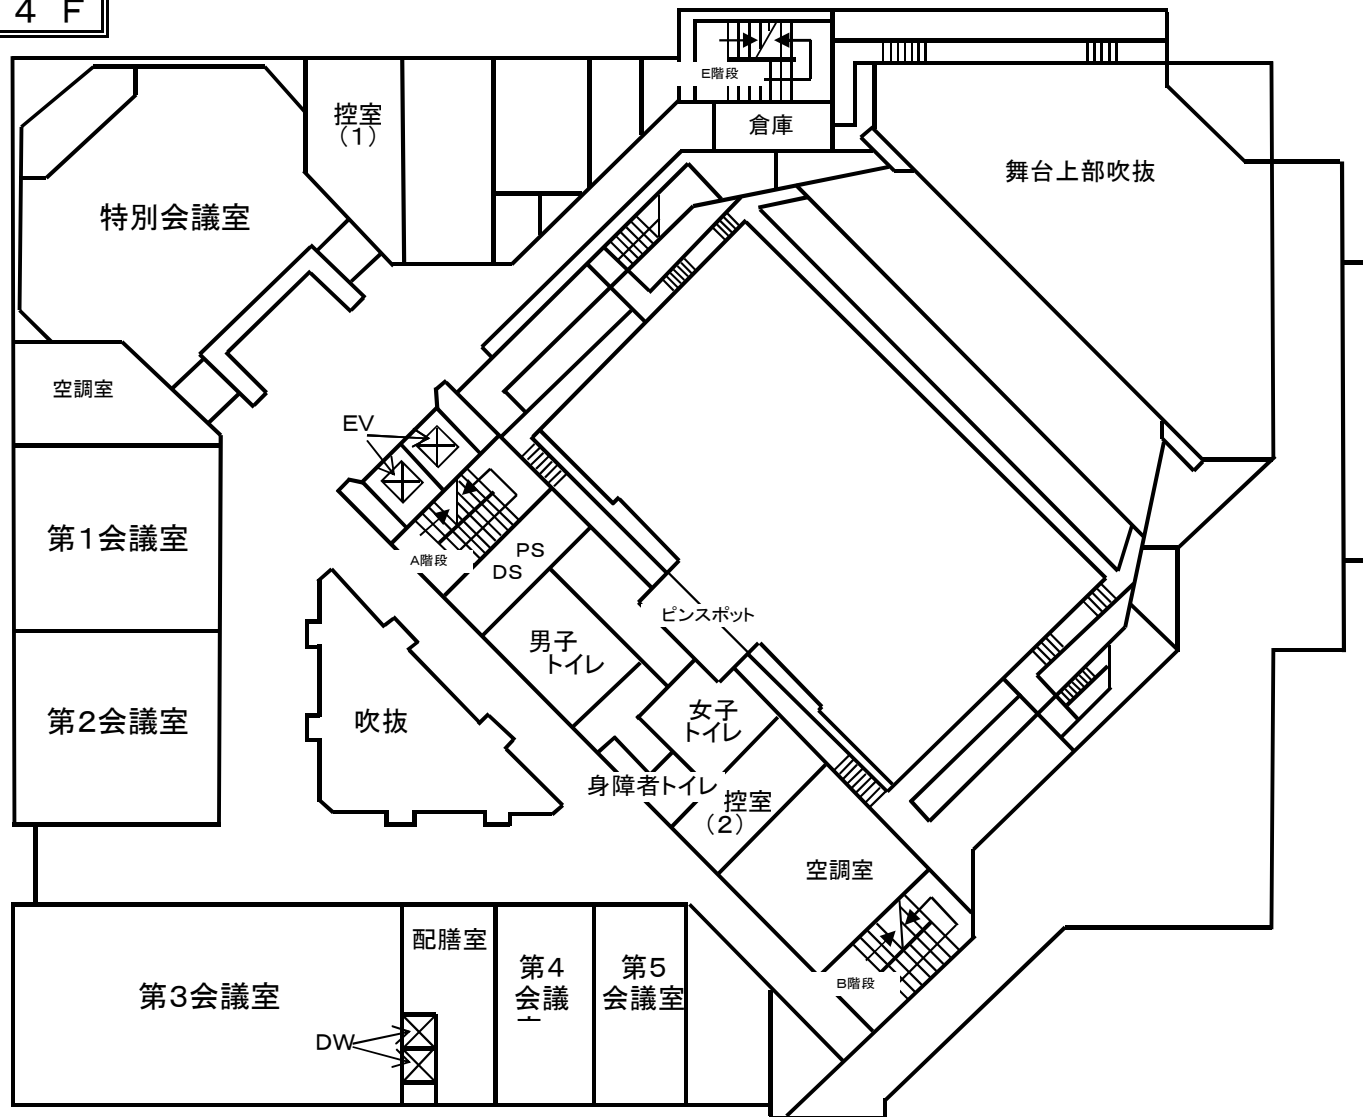 4 F
E階段
倉庫
控室
(1)
舞台上部吹抜
特別会議室
空調室
EV
第1会議室
A階段
PS
DS
ピンスポット
男子
トイレ
第2会議室
吹抜
女子
トイレ
身障者トイレ
控室
(2)
空調室
配膳室
第4
会議
第5
会議室
第3会議室
B階段
DW